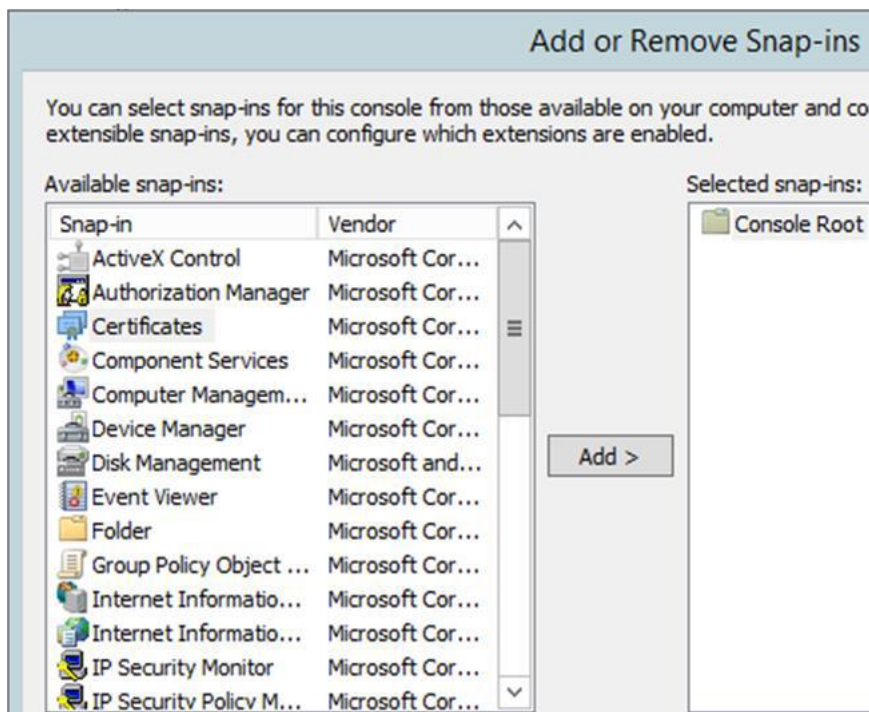 Add or Remove Snap-ins
You can select snap-ins for this console from those available on your computer and co
extensible snap-ins, you can configure which extensions are enabled.
Available snap-ins:
Selected snap-ins:
Snap-in Vendor
Console Root
ActiveX Control Microsoft Cor...
Authorization Manager Microsoft Cor...
Certificates Microsoft Cor...
Component Services Microsoft Cor...
Computer Managem... Microsoft Cor...
Device Manager Microsoft Cor...
Disk Management Microsoft and...
Event Viewer Microsoft Cor...
Folder Microsoft Cor...
Group Policy Object ... Microsoft Cor...
Internet Informatio... Microsoft Cor...
Internet Informatio... Microsoft Cor...
IP Security Monitor Microsoft Cor...
IP Security Policy M... Microsoft Cor...
Add >